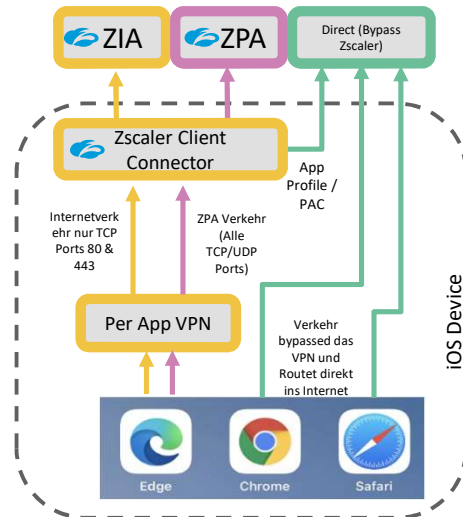 ZIA
ZPA
Direct (Bypass
Zscaler)
Zscaler Client
Connector
App
Profile /
PAC
Internetverk
ehr nur TCP
Ports 80 &
443
ZPA Verkehr
(Alle
TCP/UDP
Ports)
iOS Device
Per App VPN
Verkehr
bypassed das
VPN und
Routet direkt
ins Internet
Edge
Chrome
Safari